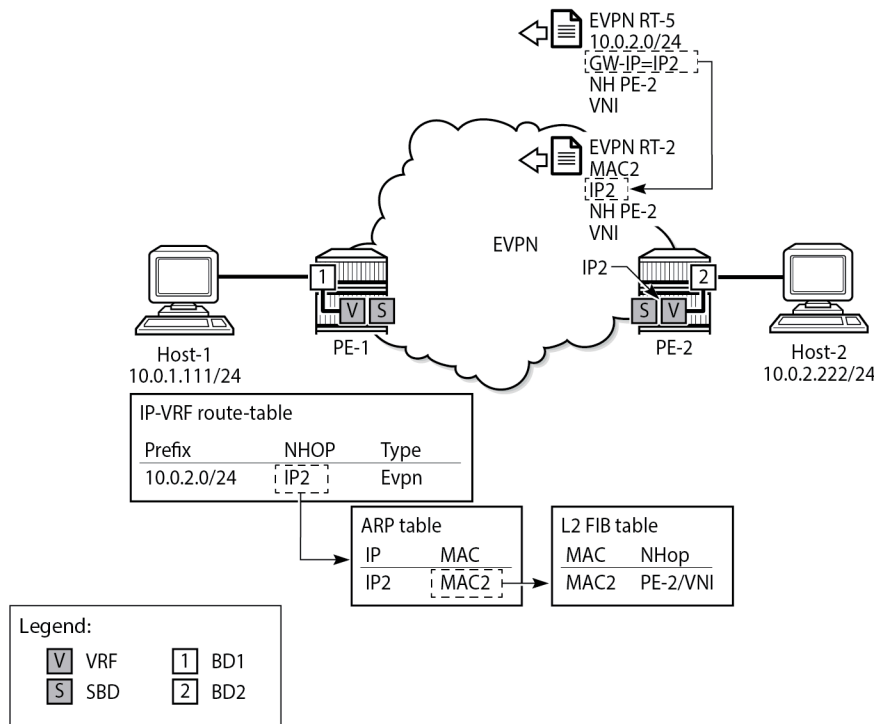 EVPN RT-5
10.0.2.0/24
GW-IP=IP2
NH PE-2
VNI
EVPN RT-2
MAC2
IP2
NH PE-2
VNI
EVPN
IP2
1
2
V S
S V
Host-1
10.0.1.111/24
PE-1
PE-2
Host-2
10.0.2.222/24
IP-VRF route-table
Prefix NHOP Type
10.0.2.0/24 IP2 Evpn
ARP table
IP MAC
IP2 MAC2
L2 FIB table
MAC NHop
MAC2 PE-2/VNI
Legend:
V VRF 1 BD1
S SBD 2 BD2